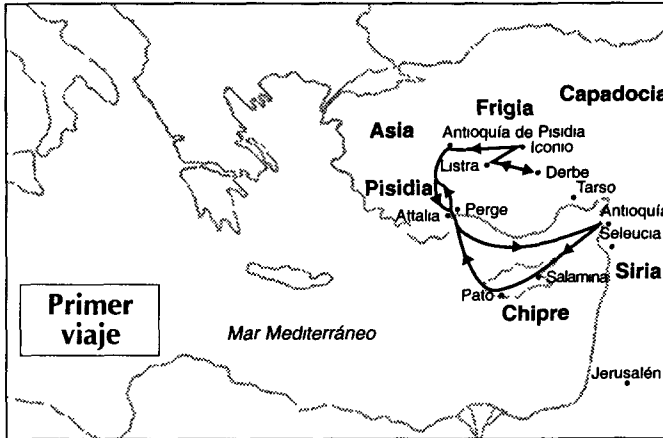 Capadocia
Frigia
Asia
Antioquía de Pisidia
Iconio
Listra
Derbe
Pisidia
Tarso
Perge
Attalia
Antioquía
Seleucia
Siria
Salamina
Pafo
Chipre
Primer
viaje
Mar Mediterráneo
Jerusalén